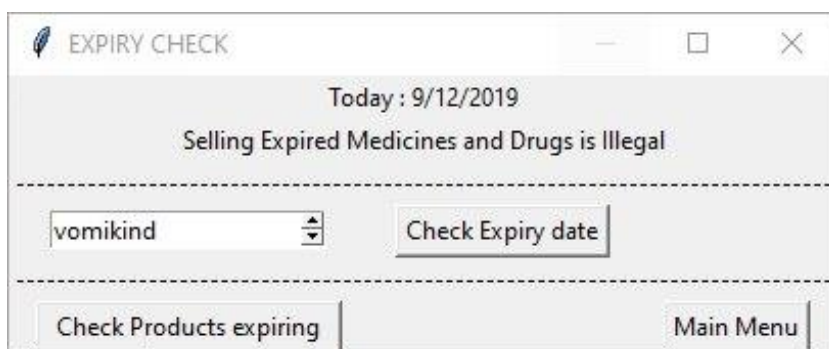 EXPIRY CHECK
Today : 9/12/2019
Selling Expired Medicines and Drugs is Illegal
vomikind Check Expiry date
Check Products expiring Main Menu